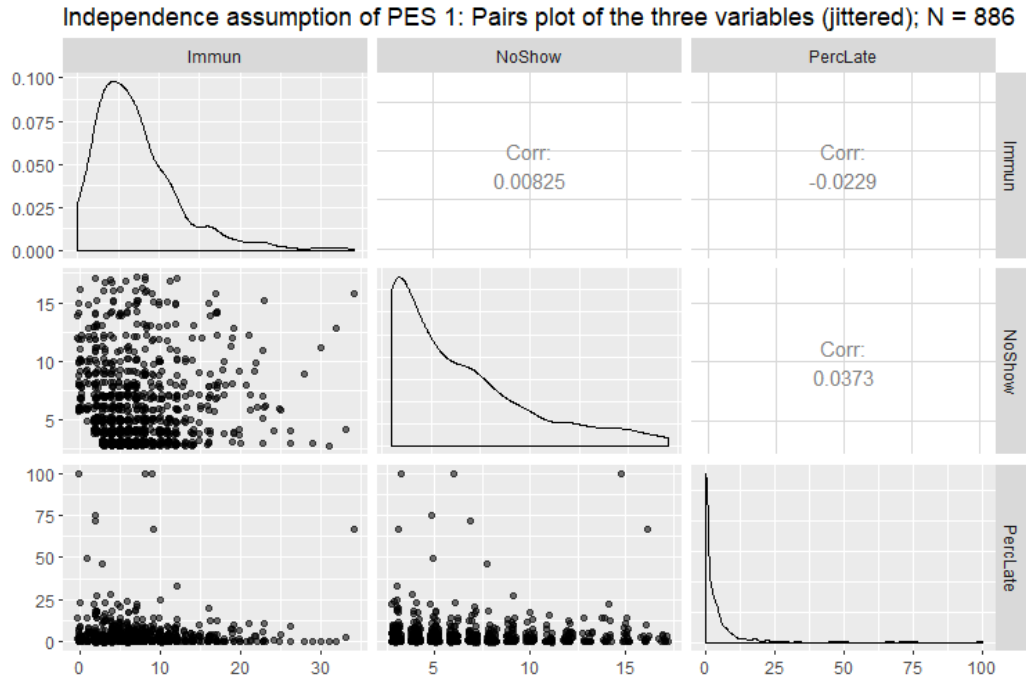 Independence assumption of PES 1: Pairs plot of the three variables (jittered); N = 886
Immun NoShow PercLate
0.100
0.075
0.050
0.025
0.000
Corr:
0.00825
Corr:
-0.0229
Immun
15
10
5
Corr:
0.0373
NoShow
100
75
50
25
0
PercLate
0 10 20 30 5 10 15 0 25 50 75 100